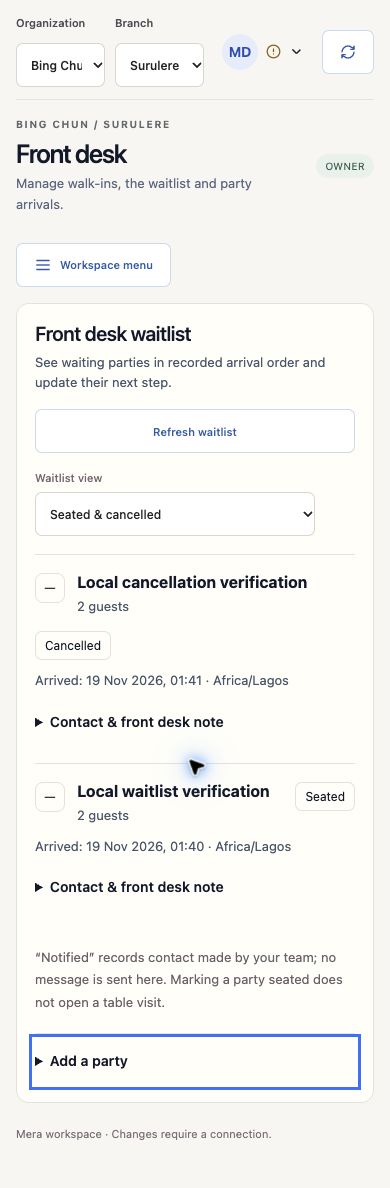 Organization
Branch
Bing Chu
Surulere
MD
BING CHUN / SURULERE
Front desk
OWNER
Manage walk-ins, the waitlist and party
arrivals.
Workspace menu
Front desk waitlist
See waiting parties in recorded arrival order and
update their next step.
Refresh waitlist
Waitlist view
Seated & cancelled
— Local cancellation verification
2 guests
Cancelled
Arrived: 19 Nov 2026, 01:41 · Africa/Lagos
Contact & front desk note
— Local waitlist verification
Seated
2 guests
Arrived: 19 Nov 2026, 01:40 · Africa/Lagos
Contact & front desk note
“Notified” records contact made by your team; no
message is sent here. Marking a party seated does
not open a table visit.
Add a party
Mera workspace · Changes require a connection.